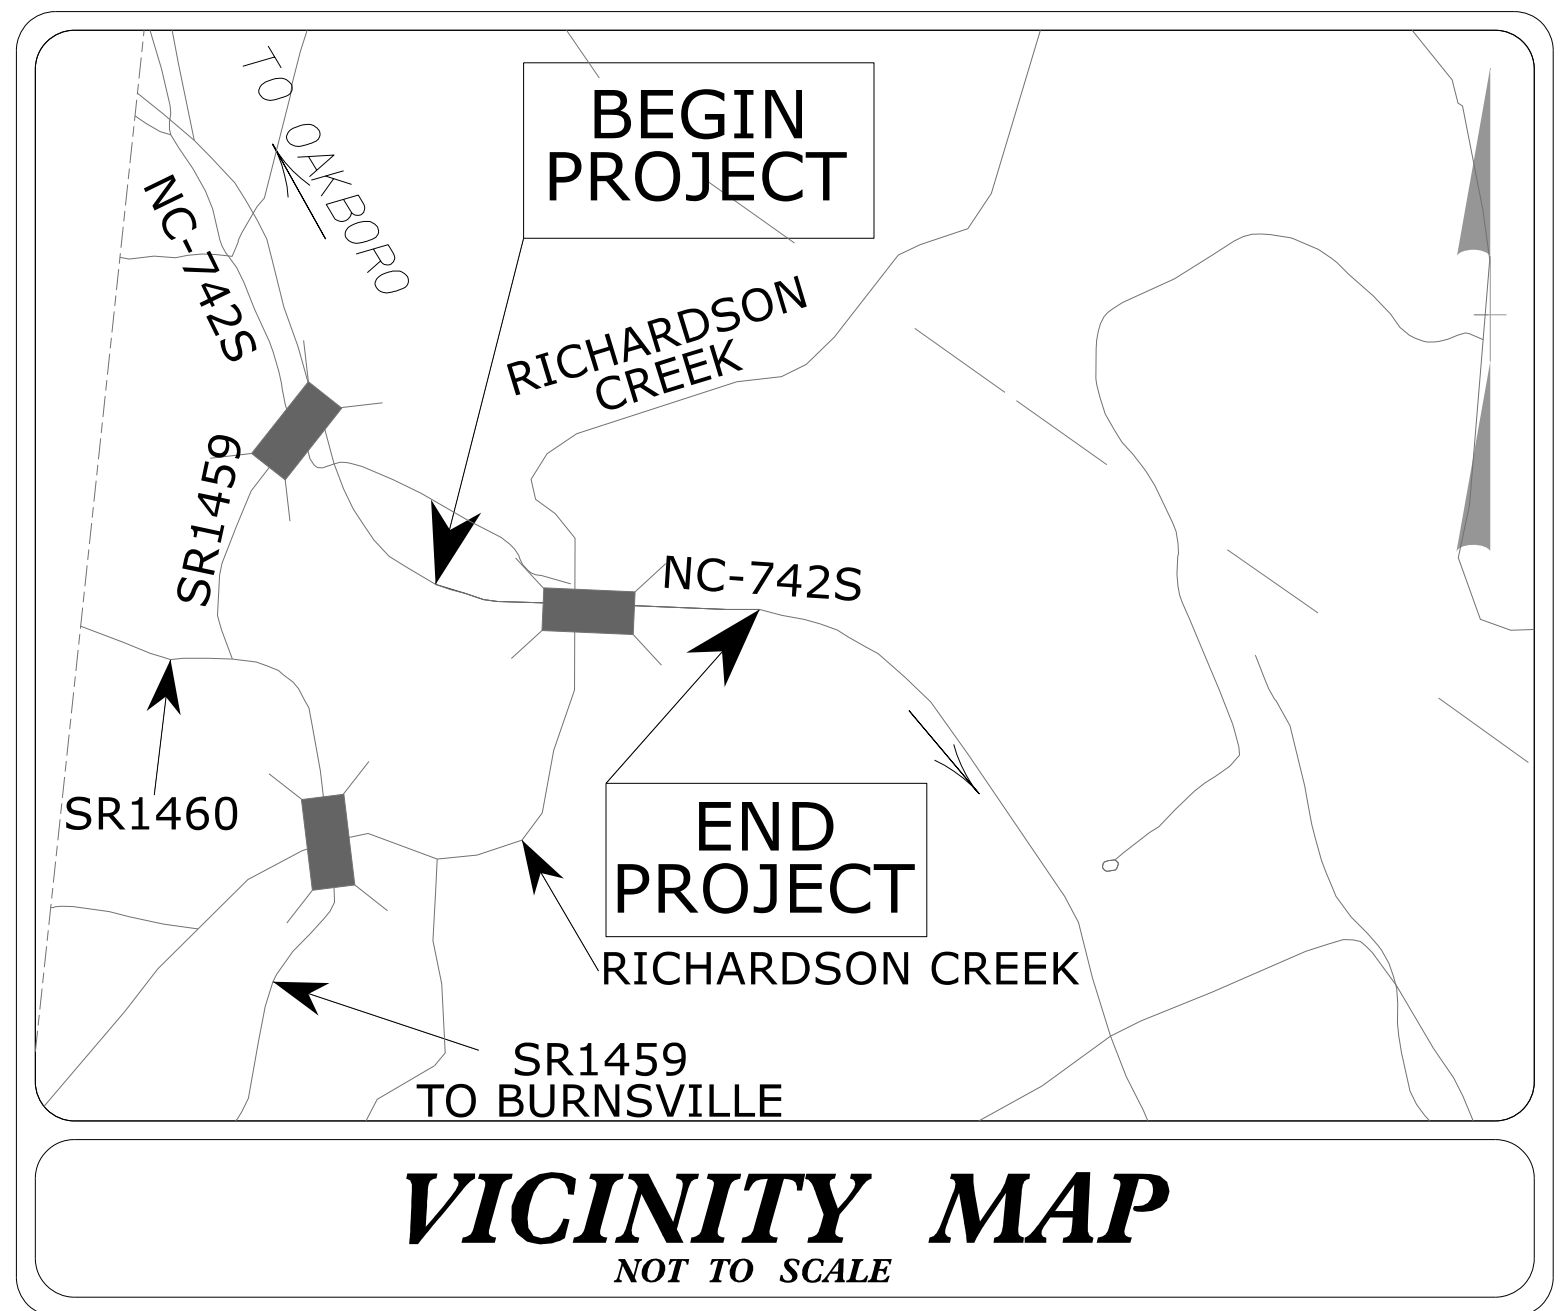 TO OAKBORO
BEGIN
PROJECT
NC-742S
RICHARDSON
CREEK
SR1459
NC-742S
SR1460
END
PROJECT
RICHARDSON CREEK
SR1459
TO BURNSVILLE
VICINITY MAP
NOT TO SCALE